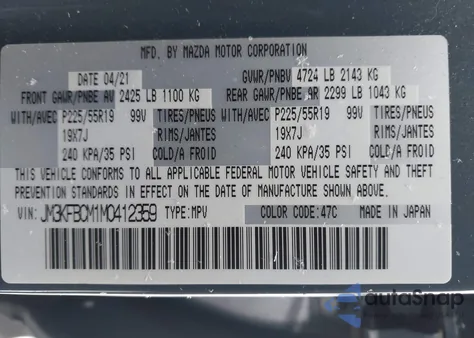 MFD. BY MAZDA MOTOR CORPORATION
DATE 04/21 GVWR/PNBV 4724 LB 2143 KG
FRONT GAWR/PNBE AV 2425 LB 1100 KG REAR GAWR/PNBE AR 2299 LB 1043 KG
WITH/AVEC P225/55R19 99V TIRES/PNEUS WITH/AVEC P225/55R19 99V TIRES/PNEUS
19X7J RIMS/JANTES 19X7J RIMS/JANTES
240 KPA/35 PSI COLD/A FROID 240 KPA/35 PSI COLD/A FROID
THIS VEHICLE CONFORMS TO ALL APPLICABLE FEDERAL MOTOR VEHICLE SAFETY AND THEFT
PREVENTION STANDARDS IN EFFECT ON THE DATE OF MANUFACTURE SHOWN ABOVE.
VIN: JM3KFBCM1M0412359 TYPE:MPV COLOR CODE:47C MADE IN JAPAN
autoSnap